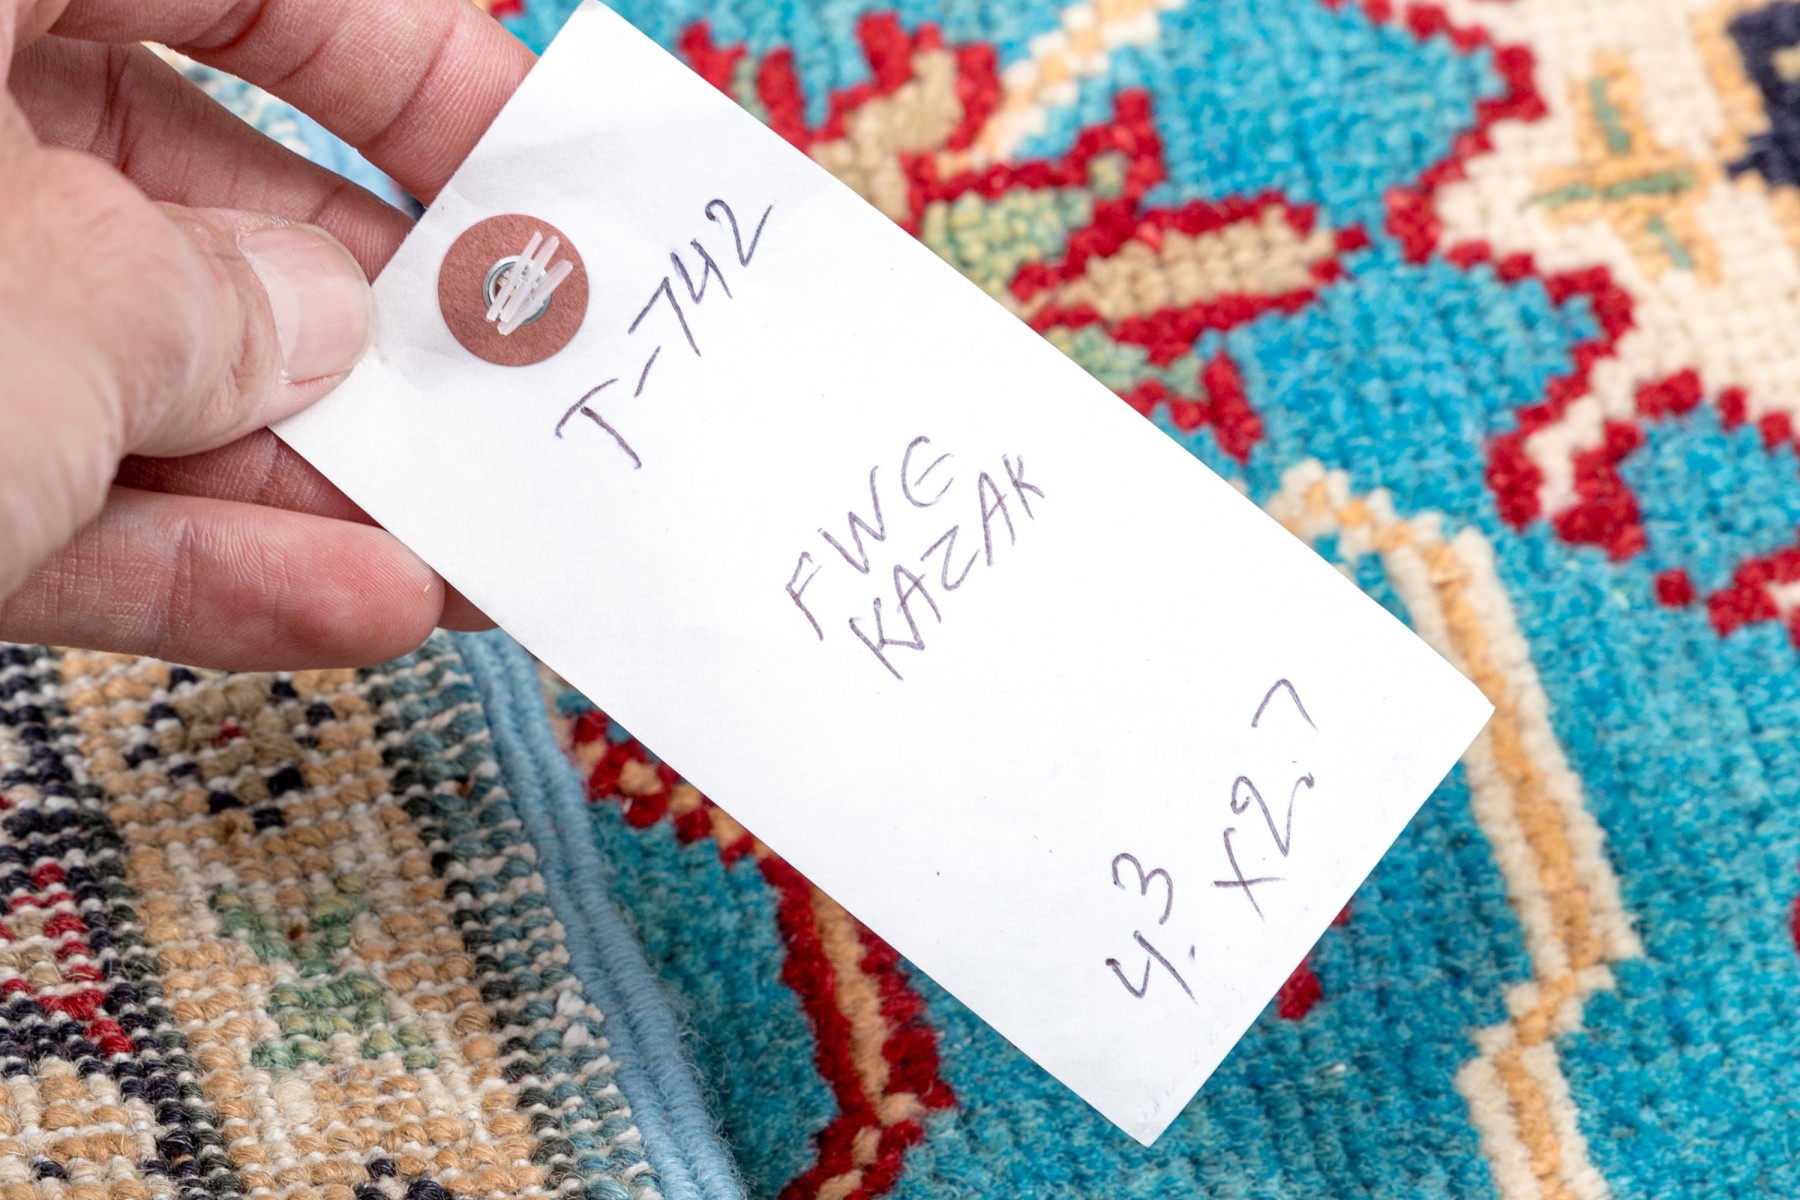 T-742
FWE
KAZAK
4.3 x2.7